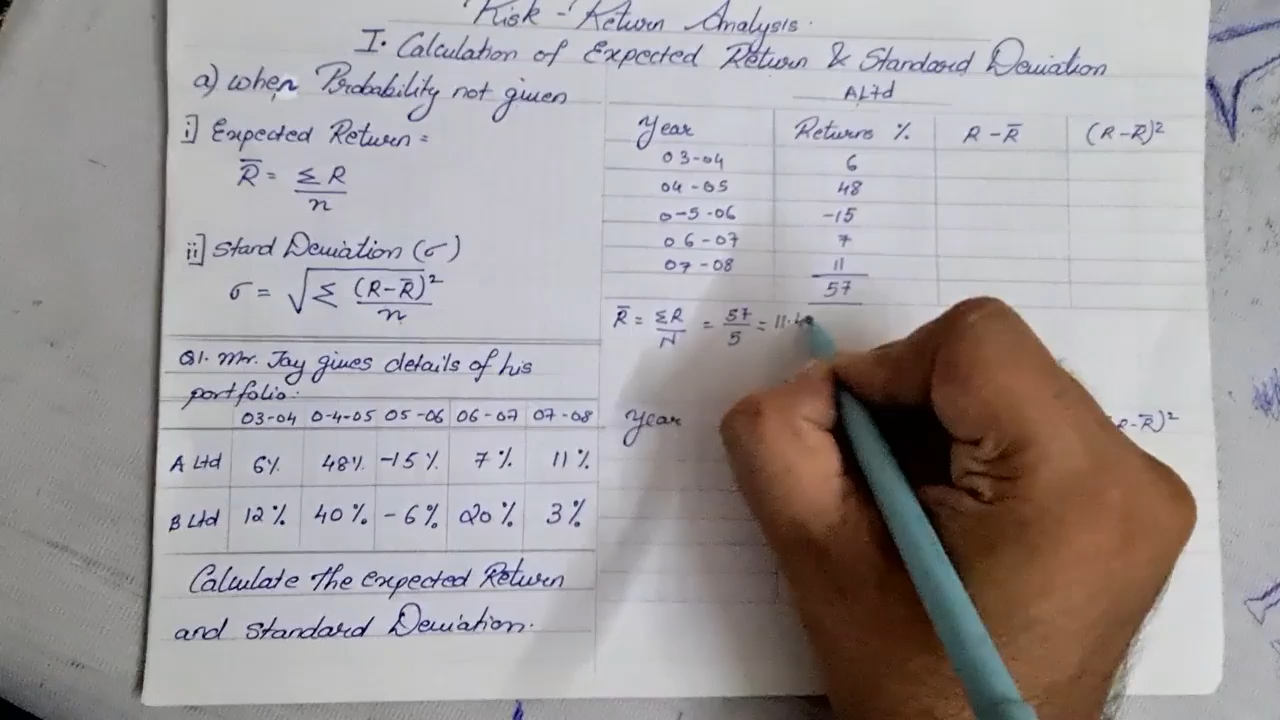 Risk - Return Analysis.
I. Calculation of Expected Return & Standard Deviation
a) when Probability not given
i] Expected Return =
R̅ = ΣR
n
ii] Stard Deviation (σ)
σ = √Σ (R-R̅)²
n
Q1. Mr. Jay gives details of his
portfolio:
03-04 0-4-05 05-06 06-07 07-08
A Ltd 6% 48% -15% 7% 11%
B Ltd 12% 40% -6% 20% 3%
Calculate the expected Return
and Standard Deviation.
A Ltd
Year Returns % R-R̅ (R-R̅)²
03-04 6
04-05 48
0-5-06 -15
06-07 7
07-08 11
57
R̅ = ΣR = 57 = 11.4
N 5
Year R-R̅)²